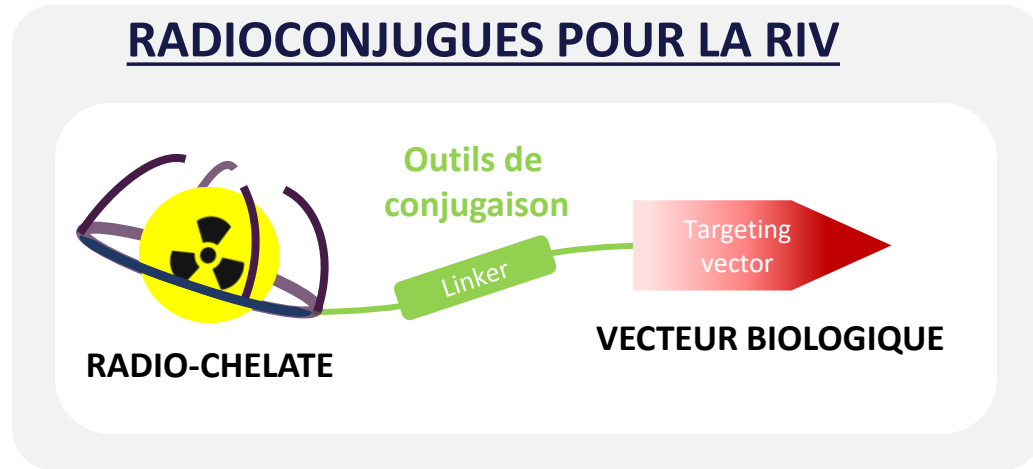 RADIOCONJUGUES POUR LA RIV
Outils de
conjugaison
Linker
Targeting
vector
RADIO-CHELATE
VECTEUR BIOLOGIQUE